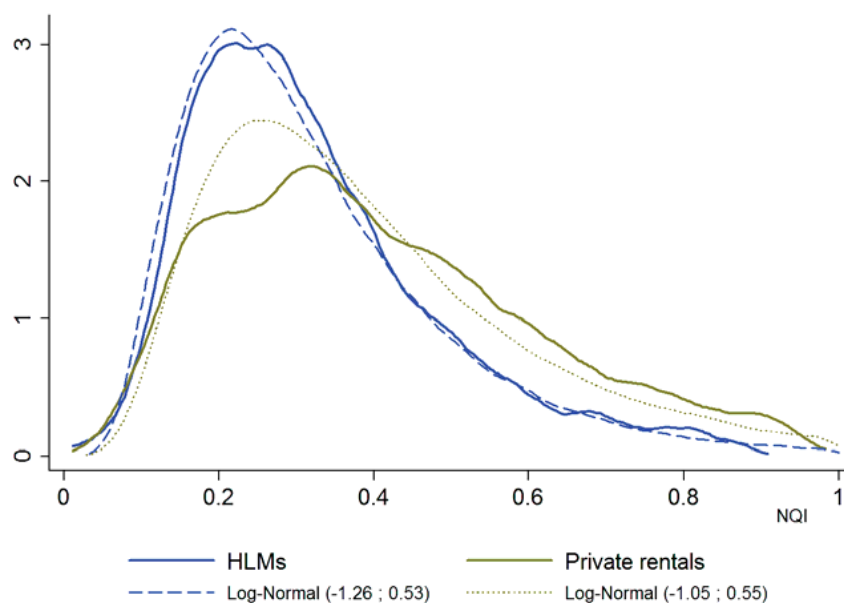 3
2
1
0
0 0.2 0.4 0.6 0.8 1
NQI
HLMs Private rentals
Log-Normal (-1.26 ; 0.53) Log-Normal (-1.05 ; 0.55)